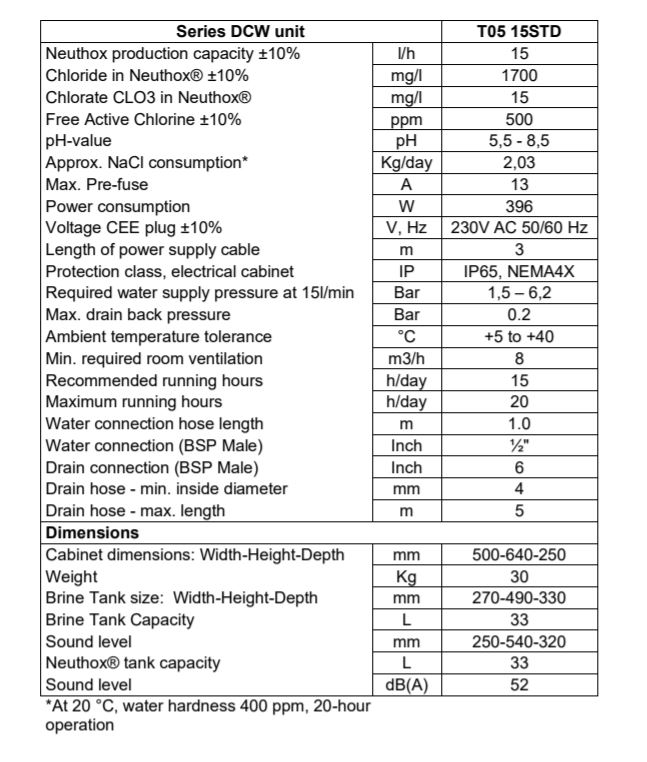 Series DCW unit T05 15STD
Neuthox production capacity ±10% l/h 15
Chloride in Neuthox® ±10% mg/l 1700
Chlorate CLO3 in Neuthox® mg/l 15
Free Active Chlorine ±10% ppm 500
pH-value pH 5,5 - 8,5
Approx. NaCl consumption* Kg/day 2,03
Max. Pre-fuse A 13
Power consumption W 396
Voltage CEE plug ±10% V, Hz 230V AC 50/60 Hz
Length of power supply cable m 3
Protection class, electrical cabinet IP IP65, NEMA4X
Required water supply pressure at 15l/min Bar 1,5 – 6,2
Max. drain back pressure Bar 0.2
Ambient temperature tolerance °C +5 to +40
Min. required room ventilation m3/h 8
Recommended running hours h/day 15
Maximum running hours h/day 20
Water connection hose length m 1.0
Water connection (BSP Male) Inch ½"
Drain connection (BSP Male) Inch 6
Drain hose - min. inside diameter mm 4
Drain hose - max. length m 5
Dimensions
Cabinet dimensions: Width-Height-Depth mm 500-640-250
Weight Kg 30
Brine Tank size: Width-Height-Depth mm 270-490-330
Brine Tank Capacity L 33
Sound level mm 250-540-320
Neuthox® tank capacity L 33
Sound level dB(A) 52
*At 20 °C, water hardness 400 ppm, 20-hour
operation